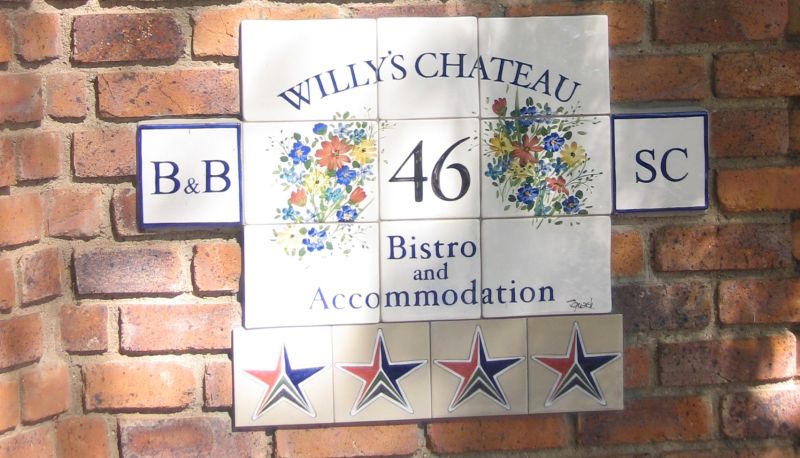 WILLY'S CHATEAU
B&B
46
SC
Bistro
and
Accommodation